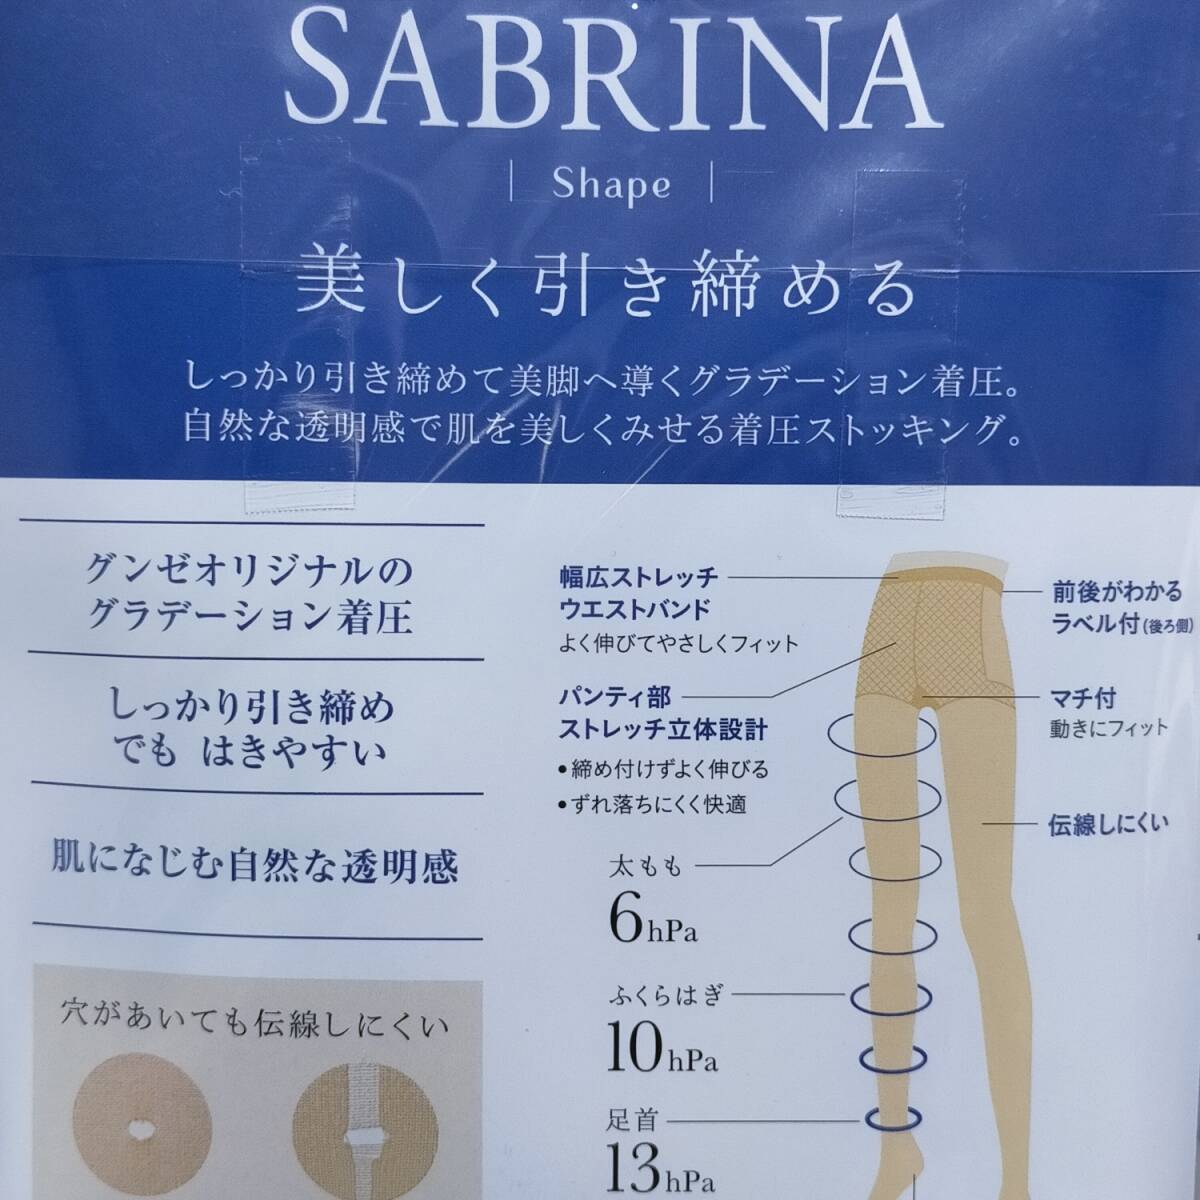 SABRINA
Shape
美しく引き締める
しっかり引き締めて美脚へ導くグラデーション着圧。
自然な透明感で肌を美しくみせる着圧ストッキング。
グンゼオリジナルの
グラデーション着圧
しっかり引き締め
でも はきやすい
肌になじむ自然な透明感
穴があいても伝線しにくい
幅広ストレッチ
ウエストバンド
よく伸びてやさしくフィット
パンティ部
ストレッチ立体設計
•締め付けずよく伸びる
•ずれ落ちにくく快適
太もも
6hPa
ふくらはぎ
10hPa
足首
13hPa
前後がわかる
ラベル付(後ろ側)
マチ付
動きにフィット
伝線しにくい